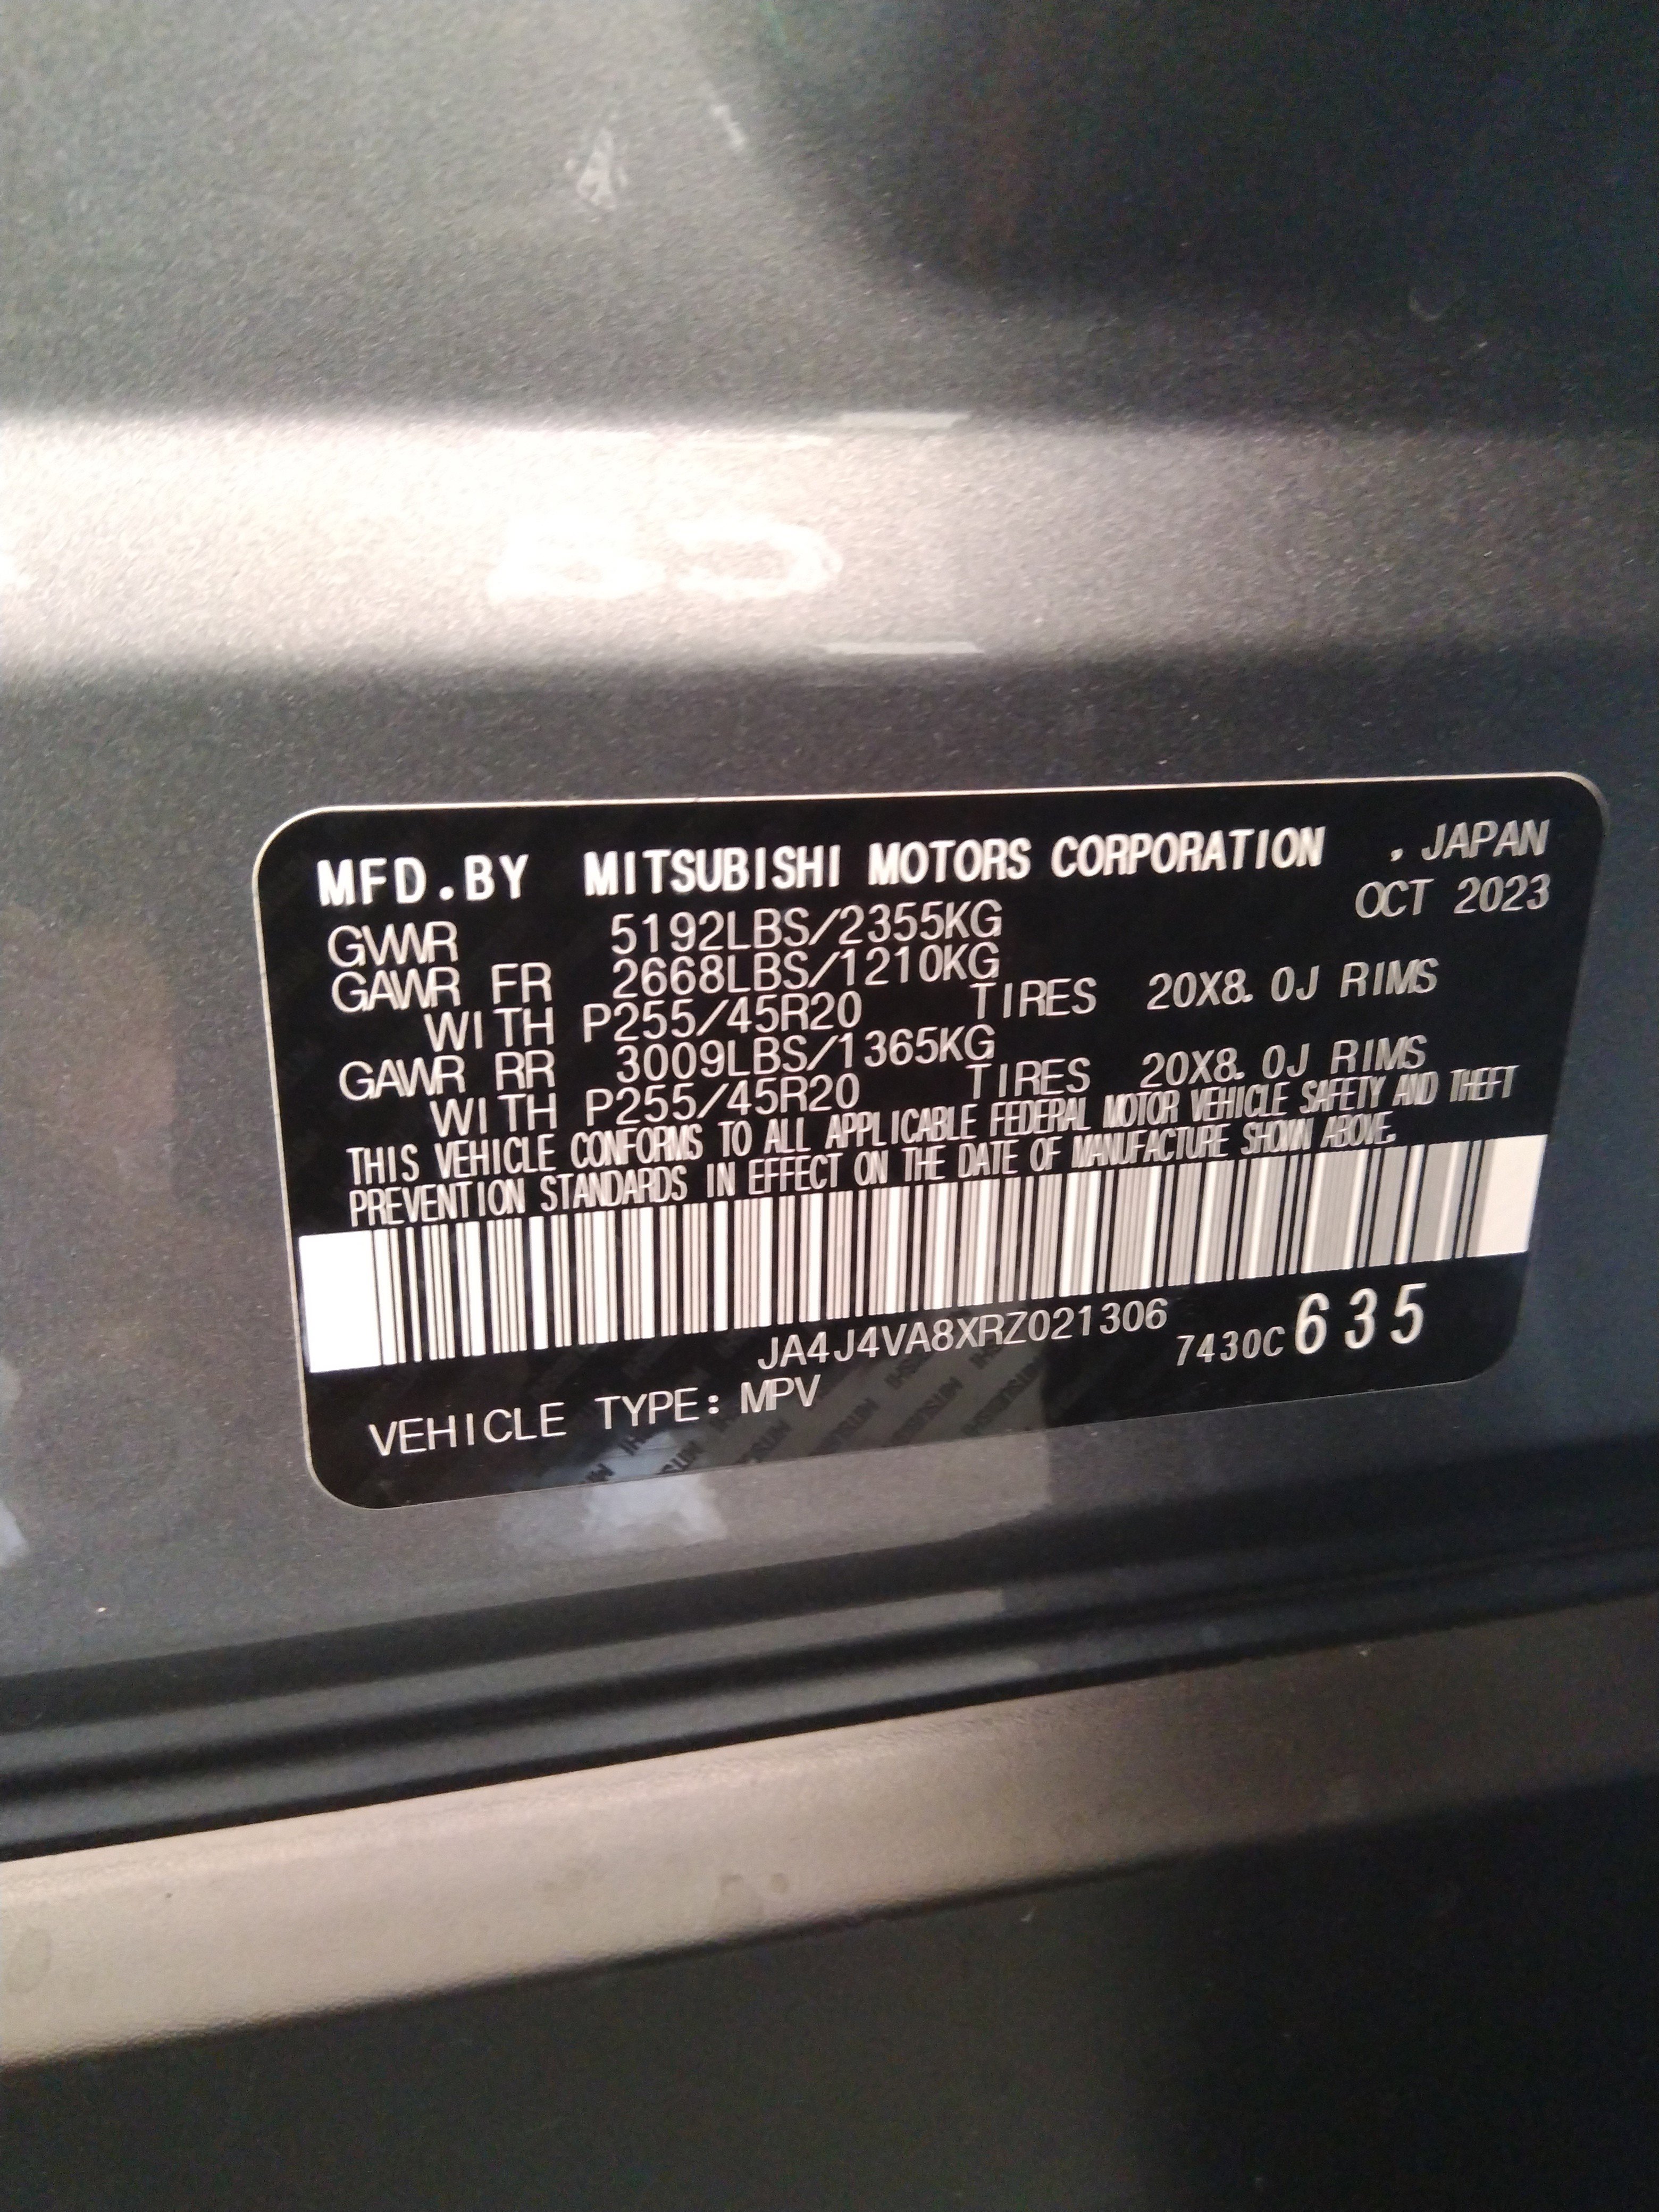 MFD.BY MITSUBISHI MOTORS CORPORATION , JAPAN
OCT 2023
GVWR 5192LBS/2355KG
GAWR FR 2668LBS/1210KG
WITH P255/45R20 TIRES 20X8.0J RIMS
GAWR RR 3009LBS/1365KG
WITH P255/45R20 TIRES 20X8.0J RIMS
THIS VEHICLE CONFORMS TO ALL APPLICABLE FEDERAL MOTOR VEHICLE SAFETY AND THEFT
PREVENTION STANDARDS IN EFFECT ON THE DATE OF MANUFACTURE SHOWN ABOVE.
JA4J4VA8XRZ021306
7430C635
VEHICLE TYPE: MPV